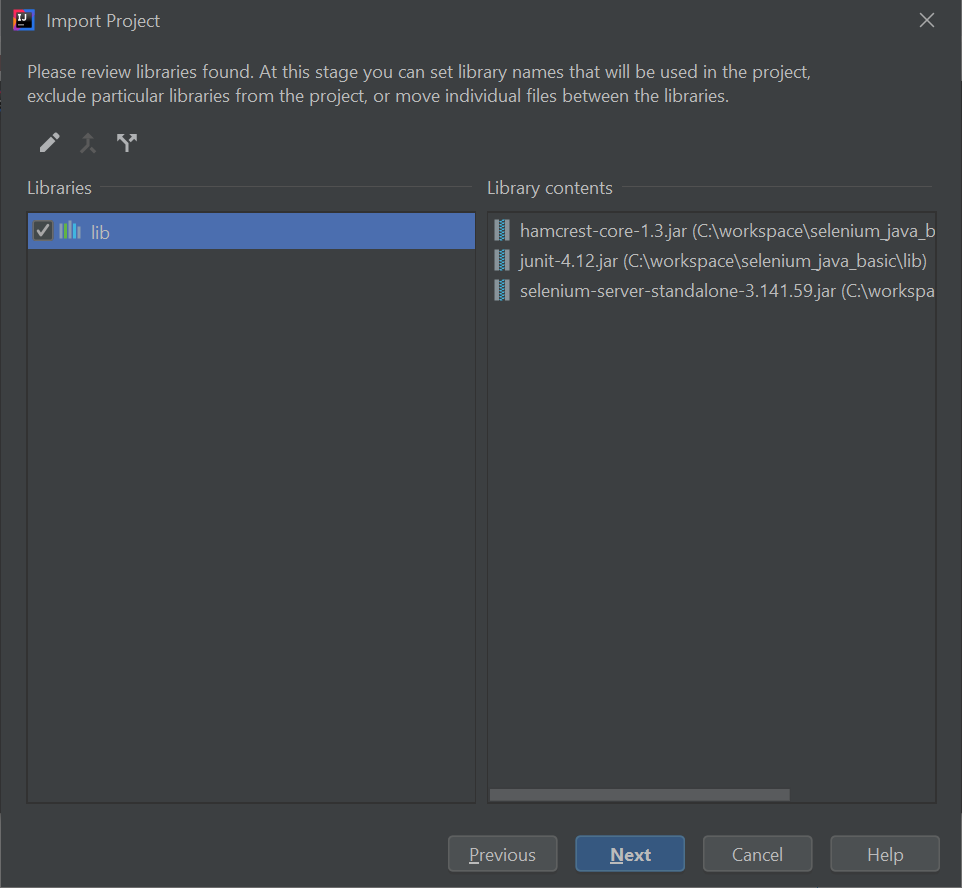 Import Project
Please review libraries found. At this stage you can set library names that will be used in the project,
exclude particular libraries from the project, or move individual files between the libraries.
Libraries
Library contents
lib
hamcrest-core-1.3.jar (C:\workspace\selenium_java_b
junit-4.12.jar (C:\workspace\selenium_java_basic\lib)
selenium-server-standalone-3.141.59.jar (C:\workspa
Previous
Next
Cancel
Help